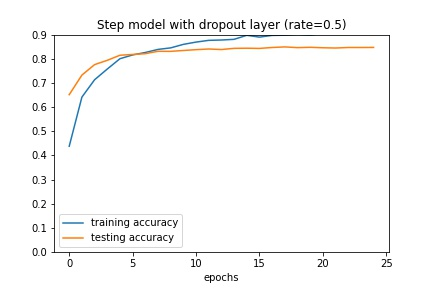 Step model with dropout layer (rate=0.5)
0.9
0.8
0.7
0.6
0.5
0.4
0.3
0.2
0.1
0.0
training accuracy
testing accuracy
0 5 10 15 20 25
epochs